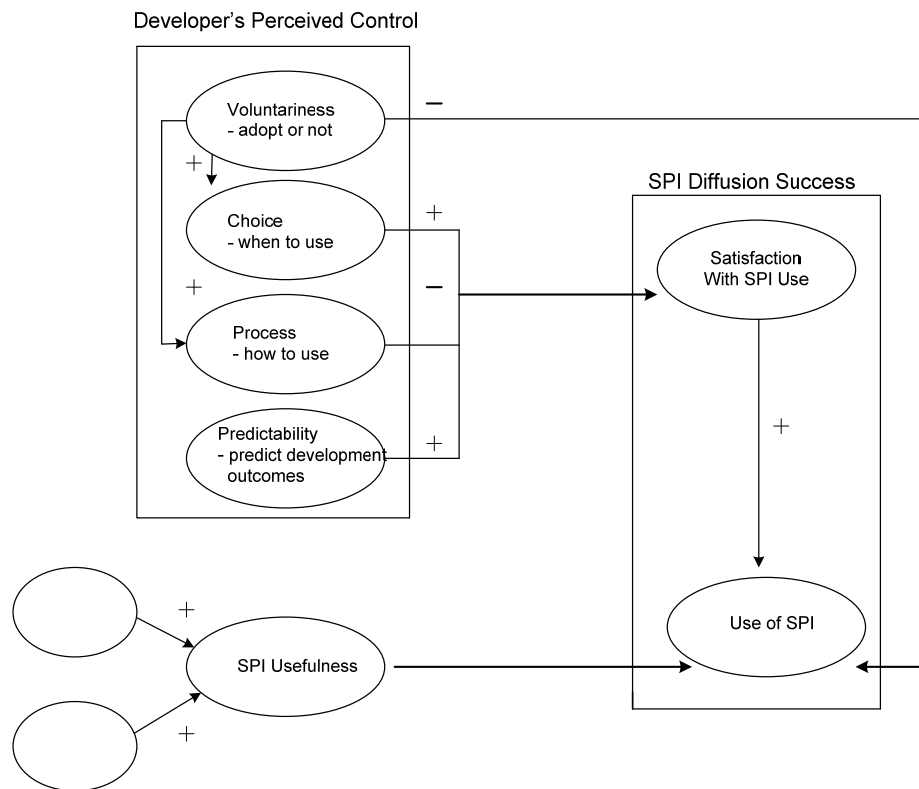 Developer's Perceived Control
Voluntariness
- adopt or not
−
+
SPI Diffusion Success
Choice
- when to use
+
Satisfaction
With SPI Use
+
−
Process
- how to use
Predictability
- predict development
outcomes
+
+
+
SPI Usefulness
Use of SPI
+